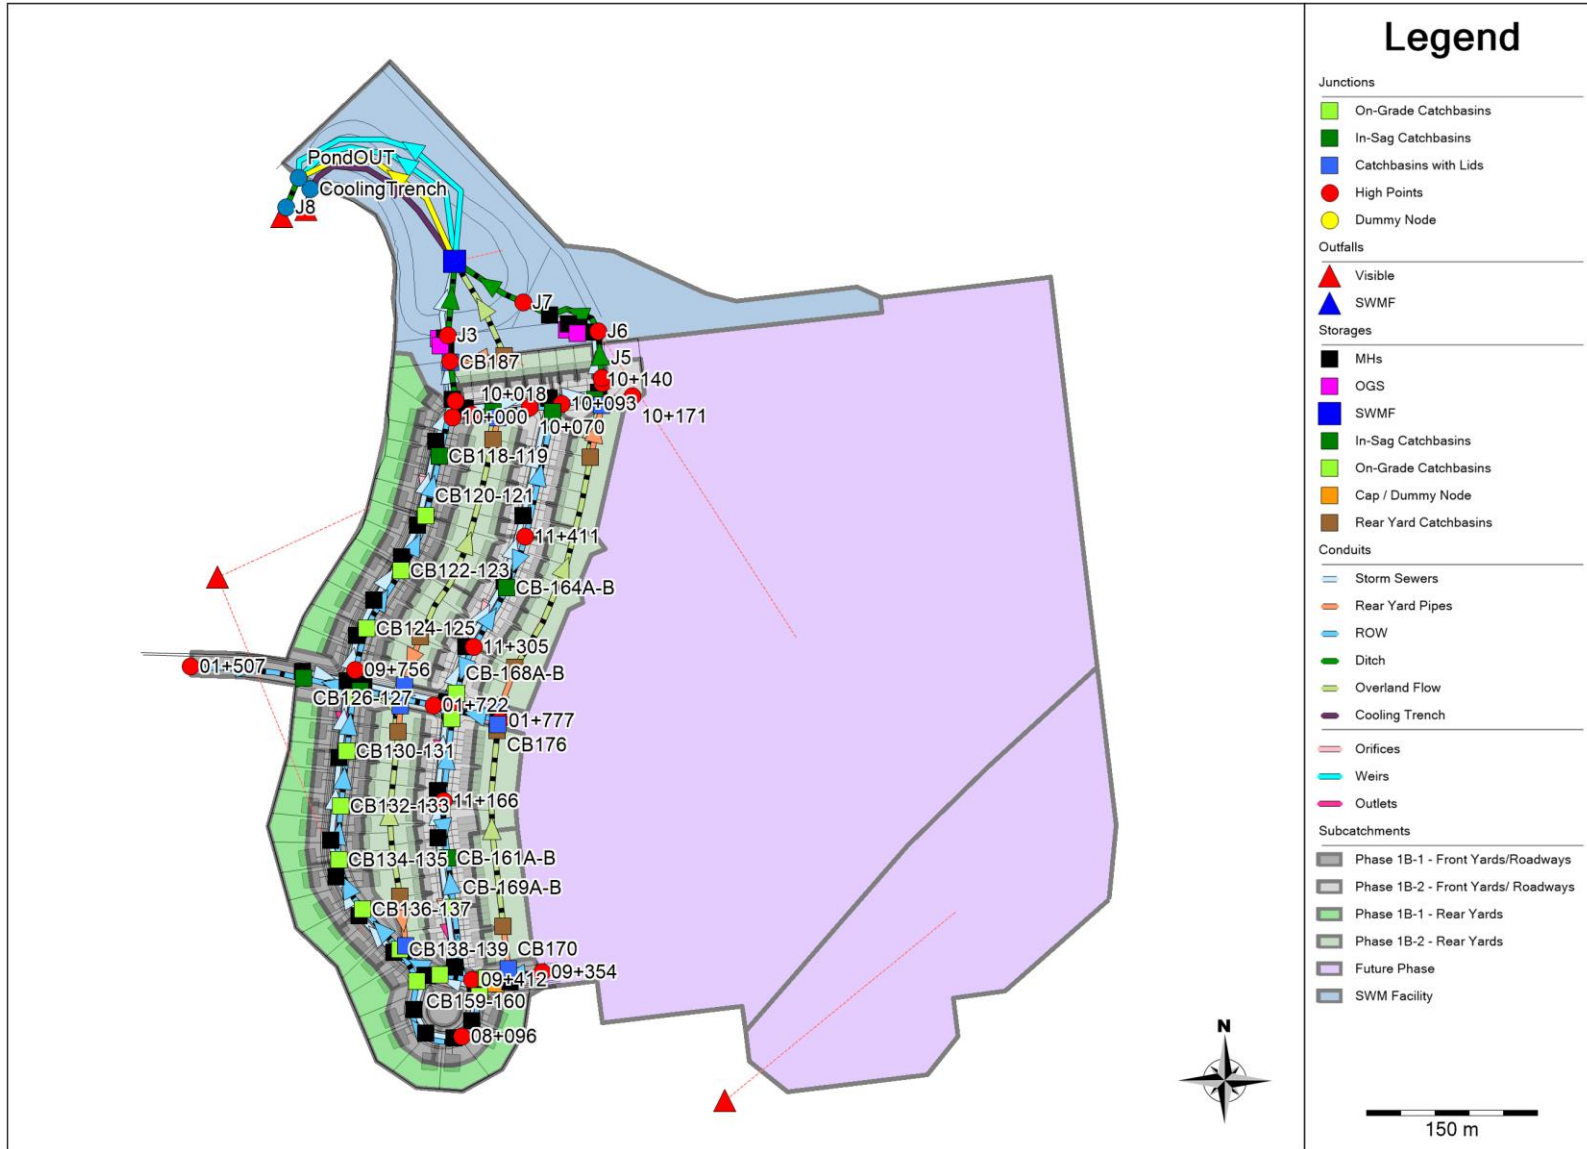 Legend
Junctions
On-Grade Catchbasins
In-Sag Catchbasins
Catchbasins with Lids
High Points
Dummy Node
Outfalls
Visible
SWMF
Storages
MHs
OGS
SWMF
In-Sag Catchbasins
On-Grade Catchbasins
Cap / Dummy Node
Rear Yard Catchbasins
Conduits
Storm Sewers
Rear Yard Pipes
ROW
Ditch
Overland Flow
Cooling Trench
Orifices
Weirs
Outlets
Subcatchments
Phase 1B-1 - Front Yards/Roadways
Phase 1B-2 - Front Yards/ Roadways
Phase 1B-1 - Rear Yards
Phase 1B-2 - Rear Yards
Future Phase
SWM Facility
150 m
N
PondOUT
CoolingTrench
J8
J7
J3
J6
CB187
J5
10+140
10+018
10+093
10+171
10+000
10+070
CB118-119
CB120-121
11+411
CB122-123
CB-164A-B
CB124-125
11+305
01+507
09+756
CB-168A-B
CB126-127
01+722
01+777
CB176
CB130-131
11+166
CB132-133
CB134-135
CB-161A-B
CB-169A-B
CB136-137
CB138-139
CB170
09+412
09+354
CB159-160
08+096